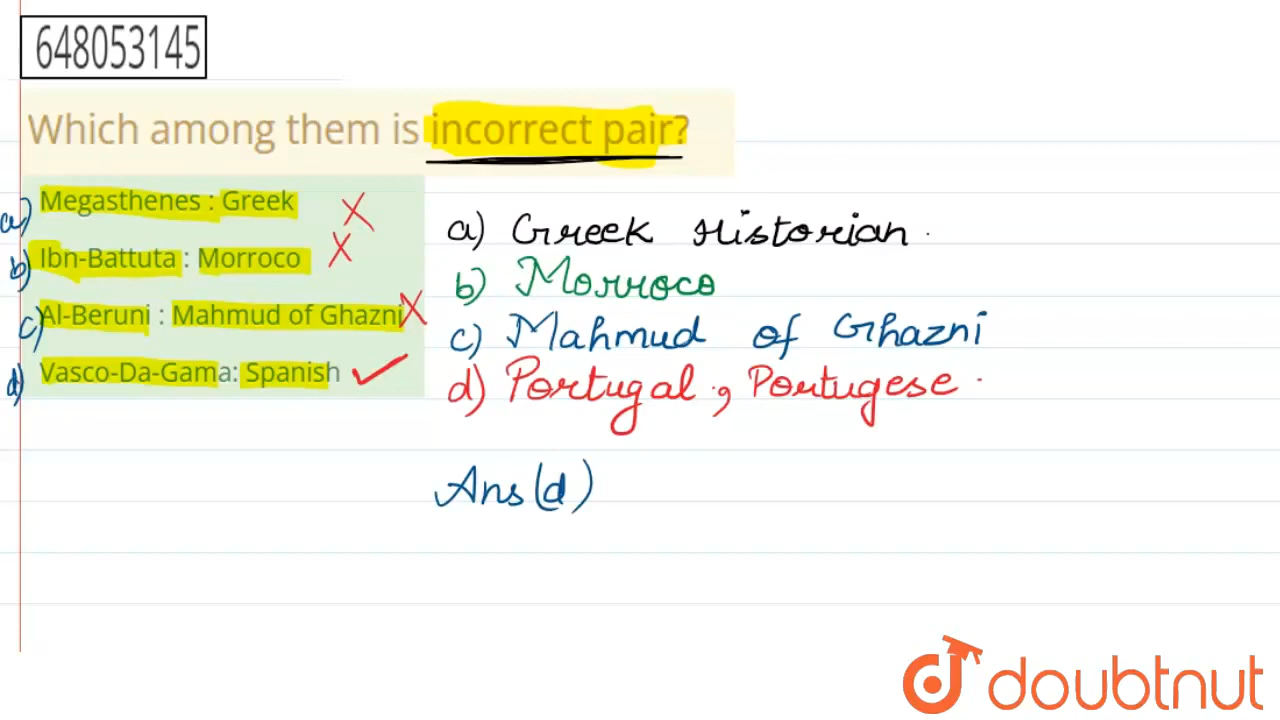 648053145
Which among them is incorrect pair?
a) Megasthenes : Greek X
b) Ibn-Battuta : Morroco X
c) Al-Beruni : Mahmud of Ghazni X
d) Vasco-Da-Gama: Spanish ✓
a) Greek Historian .
b) Morroco
c) Mahmud of Ghazni
d) Portugal , Portugese .
Ans (d)
doubtnut